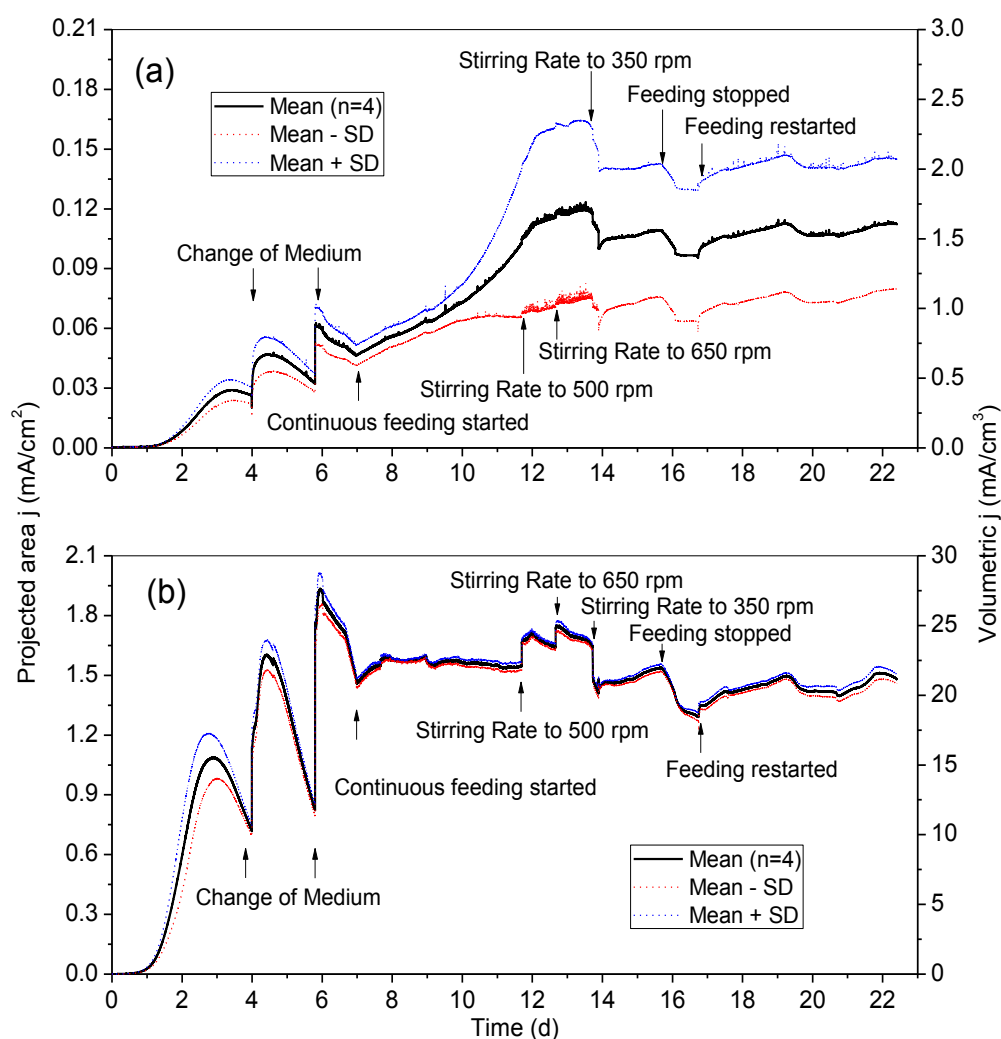 (a)
Mean (n=4)
Mean - SD
Mean + SD
Stirring Rate to 350 rpm
Feeding stopped
Feeding restarted
Change of Medium
Stirring Rate to 650 rpm
Stirring Rate to 500 rpm
Continuous feeding started
0.21
0.18
0.15
0.12
0.09
0.06
0.03
0.00
3.0
2.5
2.0
1.5
1.0
0.5
0.0
0 2 4 6 8 10 12 14 16 18 20 22
Projected area j (mA/cm²)
Volumetric j (mA/cm³)
(b)
Stirring Rate to 650 rpm
Stirring Rate to 350 rpm
Feeding stopped
Stirring Rate to 500 rpm
Feeding restarted
Continuous feeding started
Change of Medium
Mean (n=4)
Mean - SD
Mean + SD
2.1
1.8
1.5
1.2
0.9
0.6
0.3
0.0
30
25
20
15
10
5
0
0 2 4 6 8 10 12 14 16 18 20 22
Time (d)